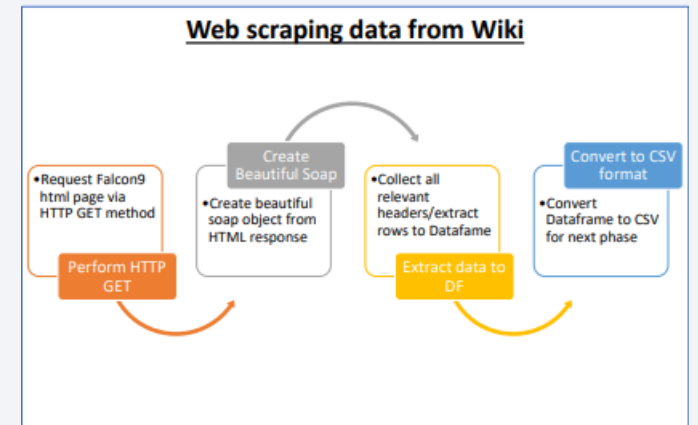 Web scraping data from Wiki
•Request Falcon9
html page via
HTTP GET method
Perform HTTP
GET
Create
Beautiful Soap
•Create beautiful
soap object from
HTML response
•Collect all
relevant
headers/extract
rows to Datafame
Extract data to
DF
Convert to CSV
format
•Convert
Dataframe to CSV
for next phase